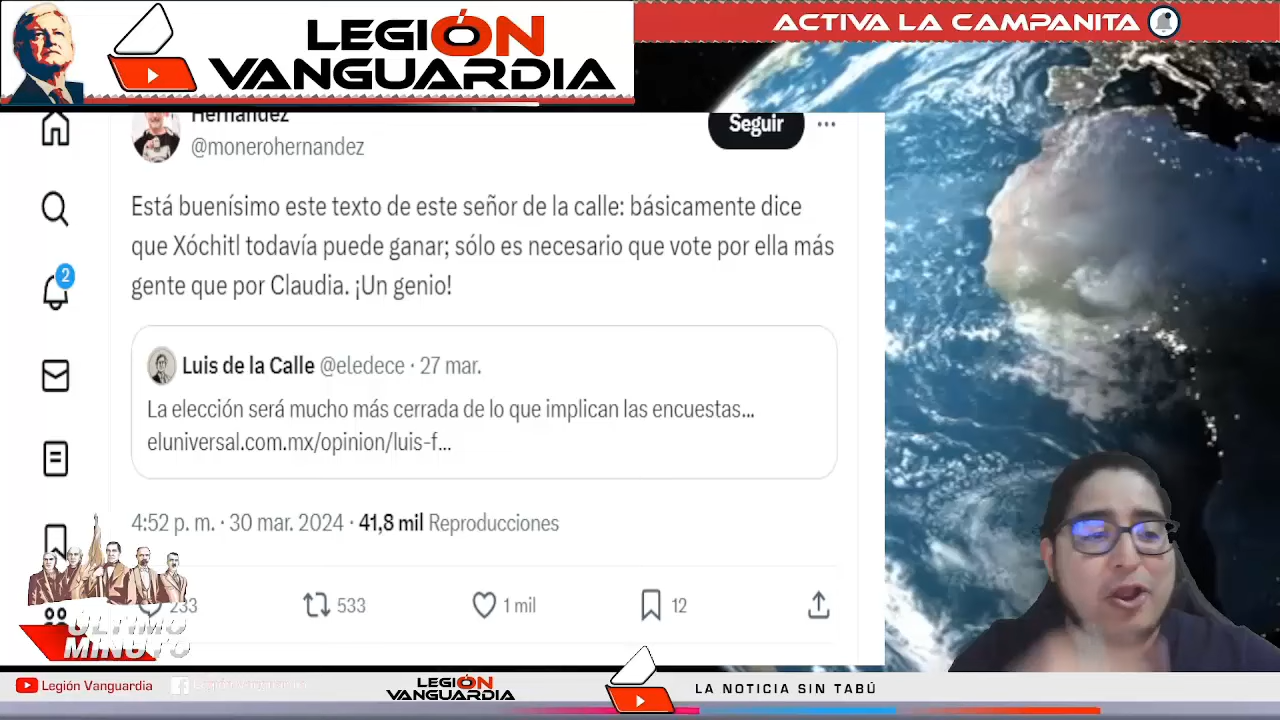 LEGIÓN
VANGUARDIA
ACTIVA LA CAMPANITA
Hernández
@monerohernandez
Seguir
Está buenísimo este texto de este señor de la calle: básicamente dice
que Xóchitl todavía puede ganar; sólo es necesario que vote por ella más
gente que por Claudia. ¡Un genio!
Luis de la Calle @eledece · 27 mar.
La elección será mucho más cerrada de lo que implican las encuestas...
eluniversal.com.mx/opinion/luis-f...
4:52 p. m. · 30 mar. 2024 · 41,8 mil Reproducciones
233
533
1 mil
12
2
ÚLTIMO
MINUTO
Legión Vanguardia
Legión Vanguardia
LEGIÓN
VANGUARDIA
LA NOTICIA SIN TABÚ